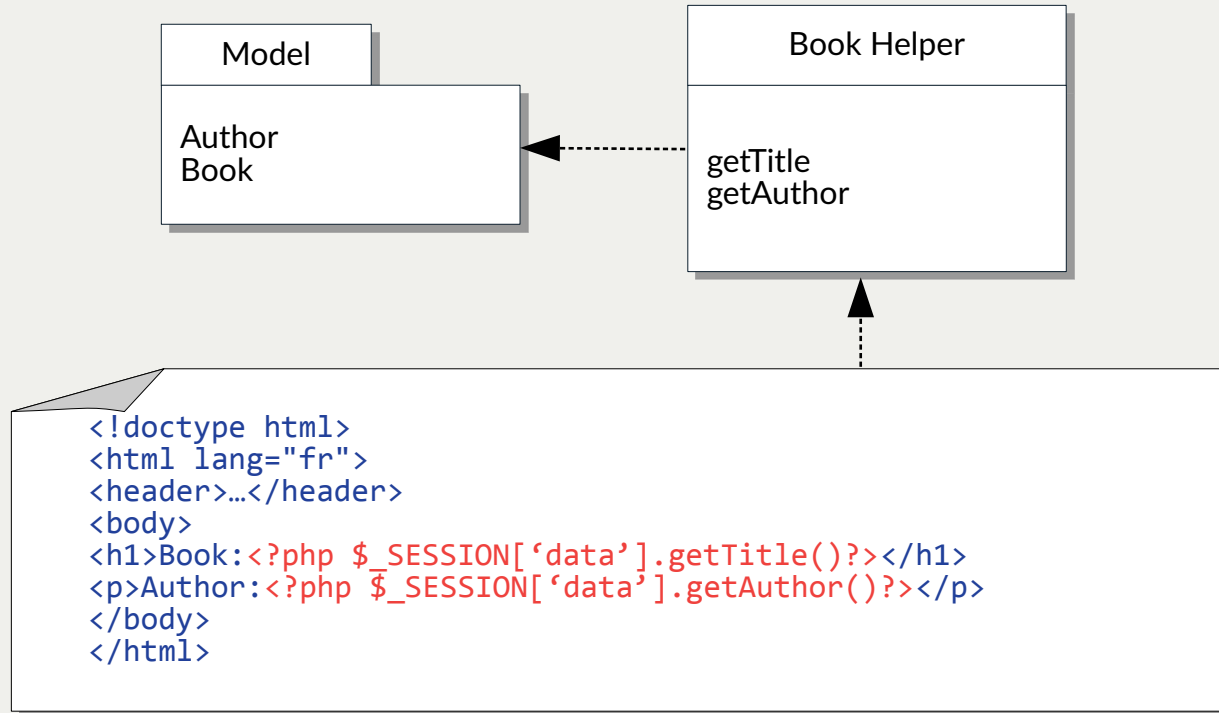 Model
Author
Book
Book Helper
getTitle
getAuthor
<!doctype html>
<html lang="fr">
<header>…</header>
<body>
<h1>Book:<?php $_SESSION[‘data’].getTitle()?></h1>
<p>Author:<?php $_SESSION[‘data’].getAuthor()?></p>
</body>
</html>